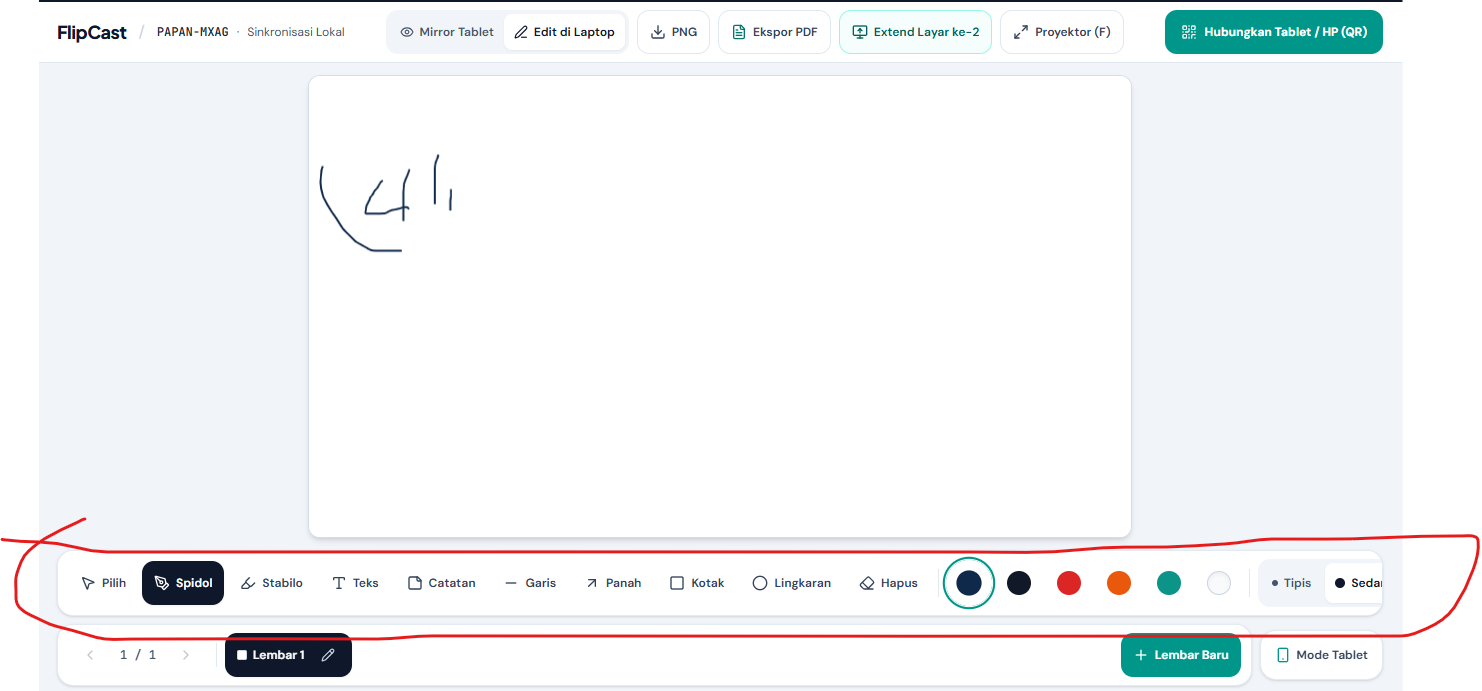 FlipCast / PAPAN-MXAG · Sinkronisasi Lokal Mirror Tablet Edit di Laptop PNG Ekspor PDF Extend Layar ke-2 Proyektor (F) Hubungkan Tablet / HP (QR)
Pilih Spidol Stabilo Teks Catatan Garis Panah Kotak Lingkaran Hapus Tipis Sedan
1 / 1 Lembar 1 + Lembar Baru Mode Tablet